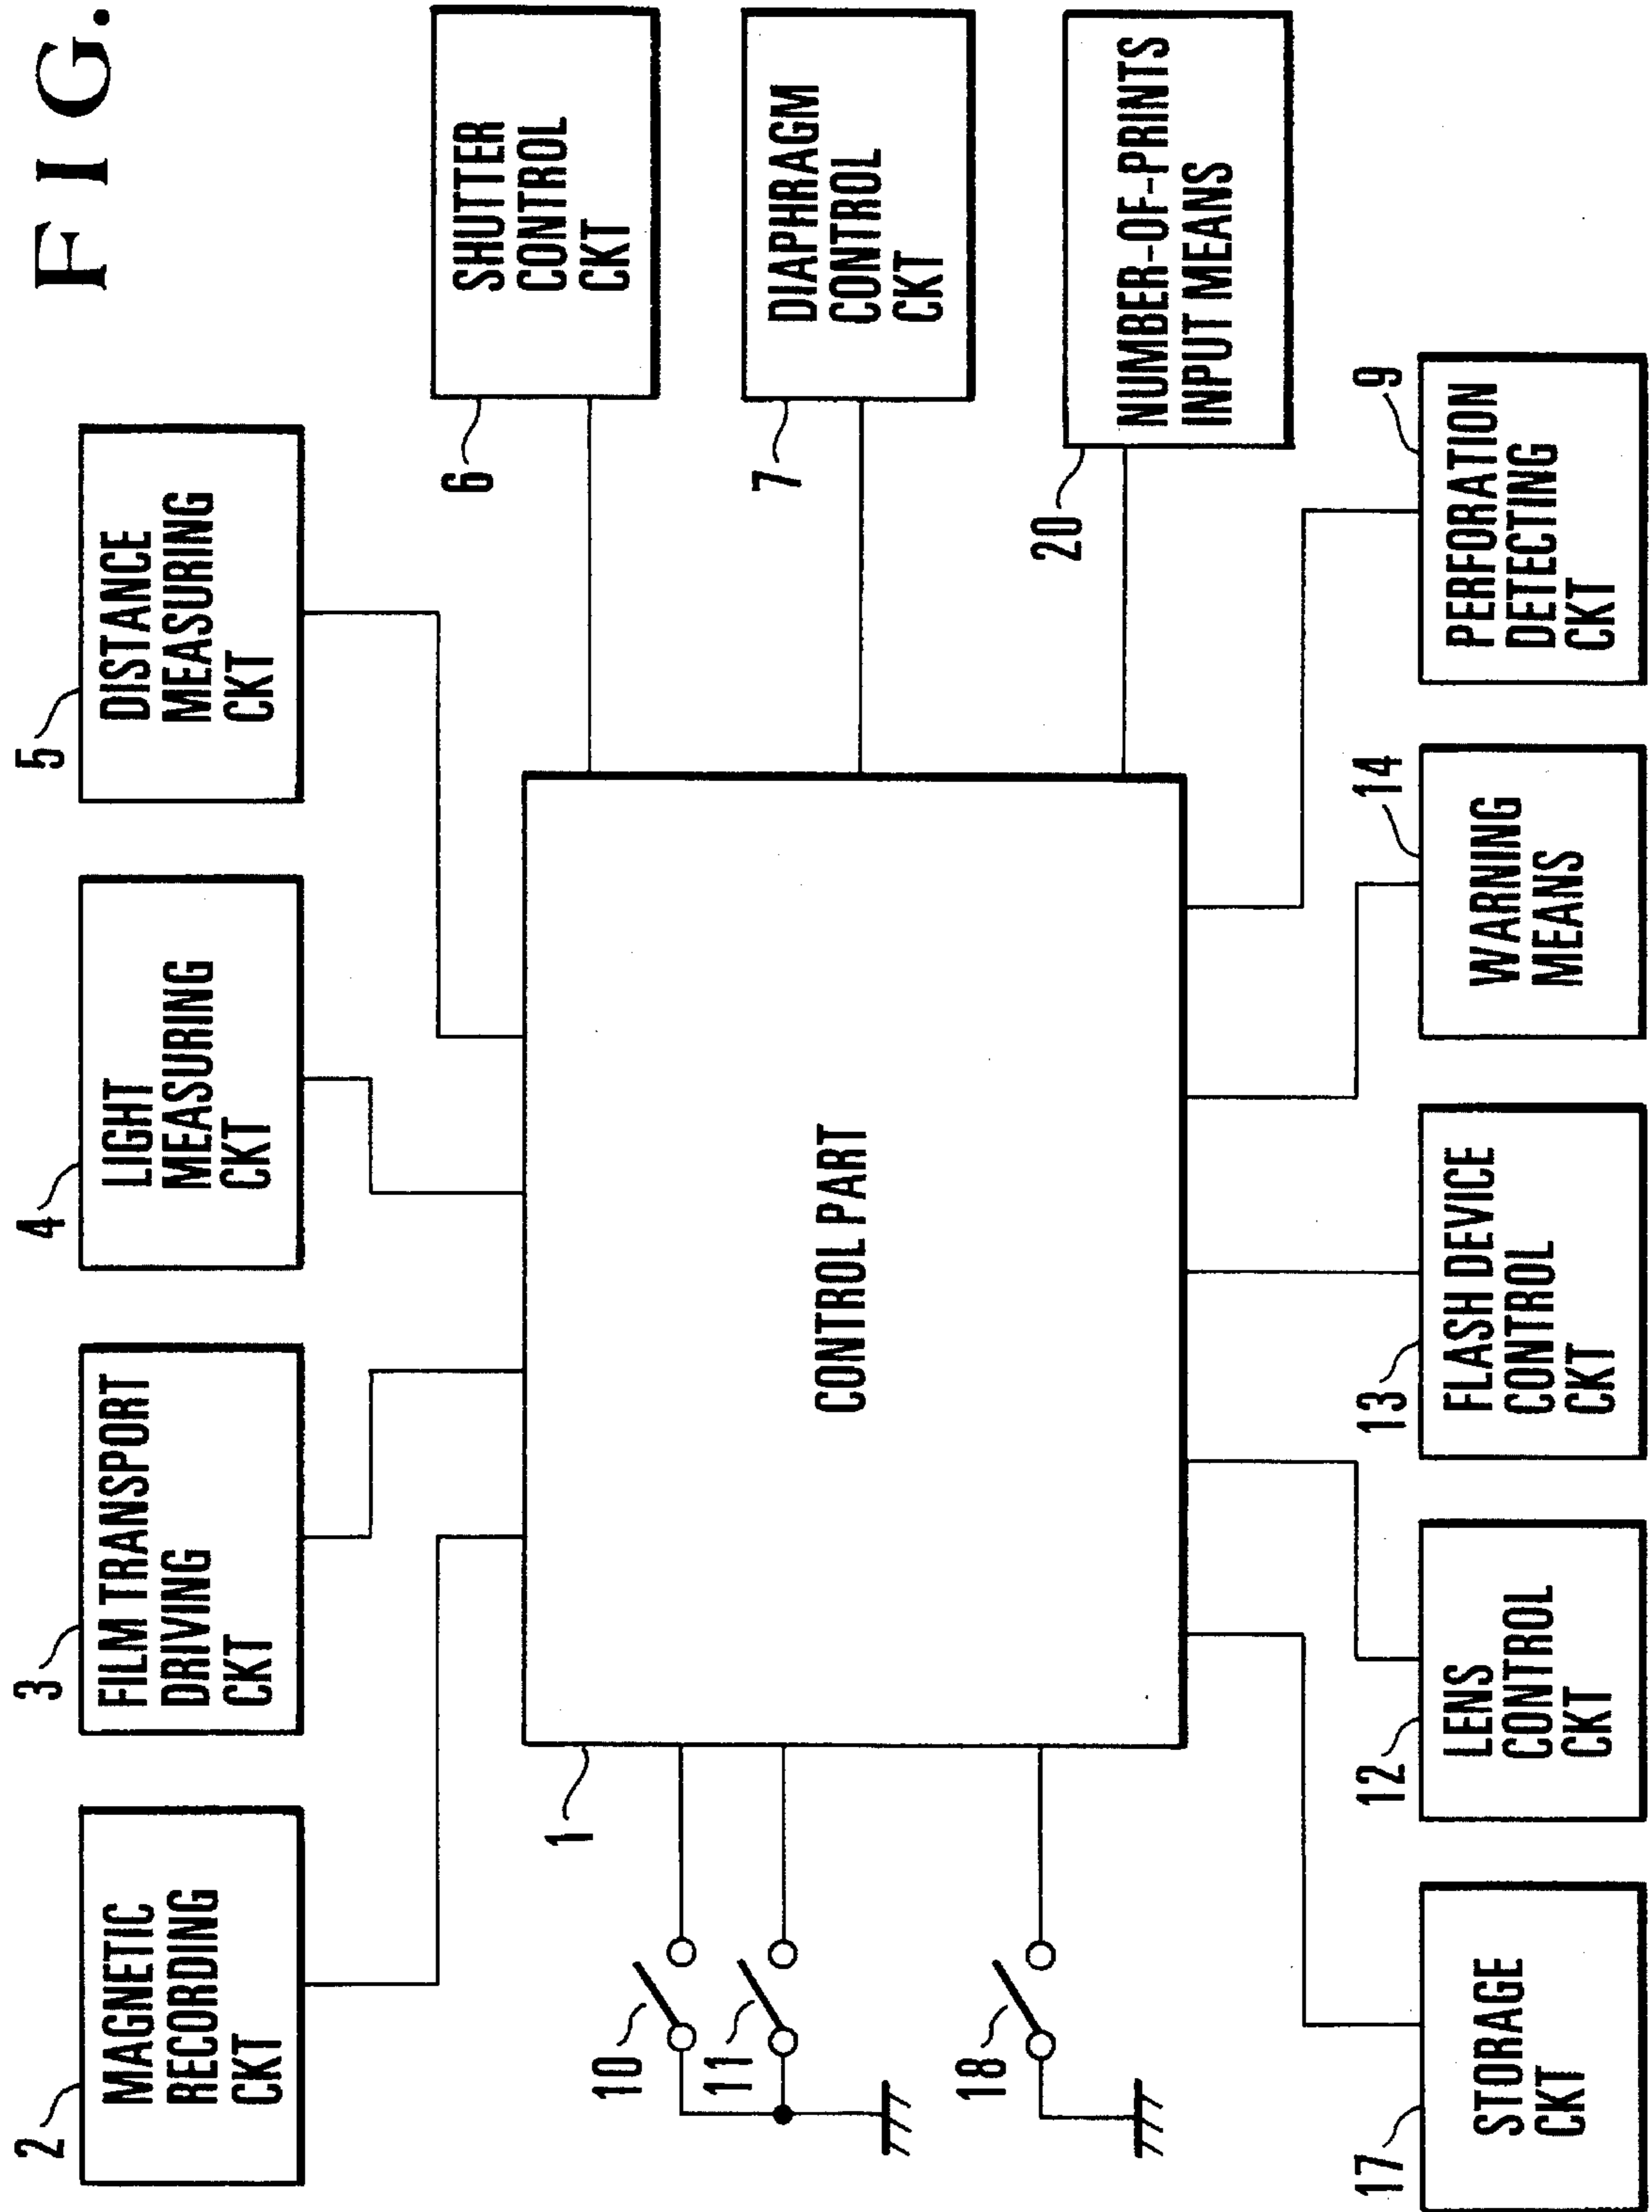 FIG.
2
MAGNETIC
RECORDING
CKT
3
FILM TRANSPORT
DRIVING
CKT
4
LIGHT
MEASURING
CKT
5
DISTANCE
MEASURING
CKT
6
SHUTTER
CONTROL
CKT
7
DIAPHRAGM
CONTROL
CKT
20
NUMBER-OF-PRINTS
INPUT MEANS
1
CONTROL PART
10
11
18
17
STORAGE
CKT
12
LENS
CONTROL
CKT
13
FLASH DEVICE
CONTROL
CKT
14
WARNING
MEANS
9
PERFORATION
DETECTING
CKT